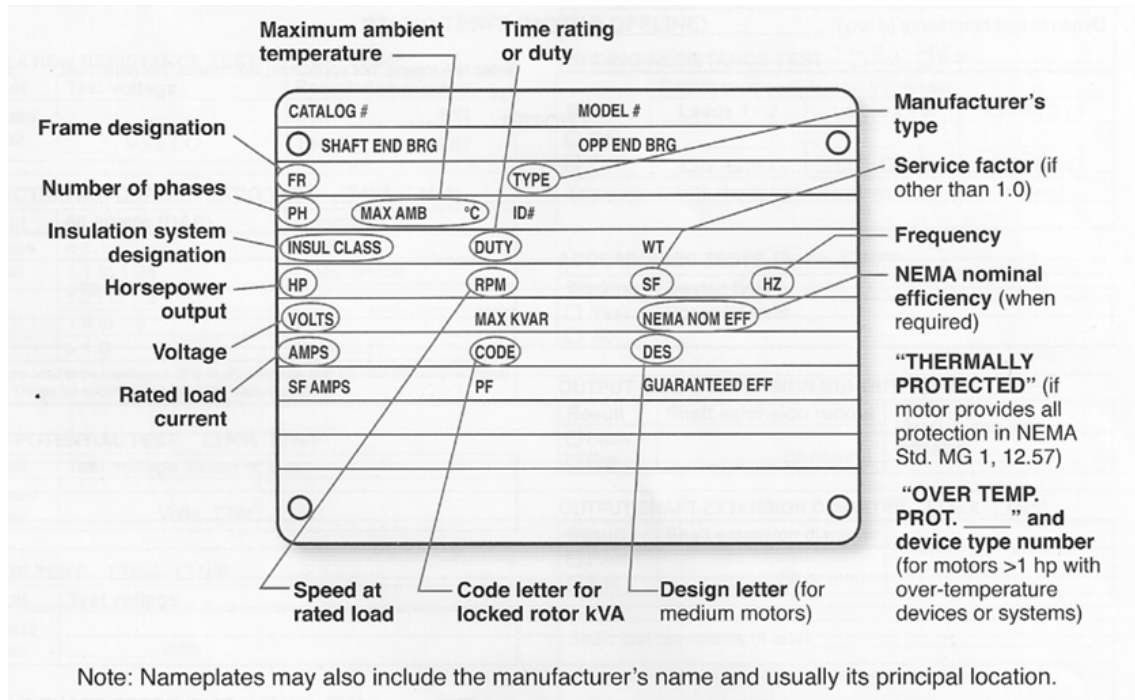 Maximum ambient
temperature
Time rating
or duty
Manufacturer's
type
Service factor (if
other than 1.0)
Frequency
NEMA nominal
efficiency (when
required)
"THERMALLY
PROTECTED" (if
motor provides all
protection in NEMA
Std. MG 1, 12.57)
"OVER TEMP.
PROT. _____" and
device type number
(for motors >1 hp with
over-temperature
devices or systems)
Frame designation
Number of phases
Insulation system
designation
Horsepower
output
Voltage
Rated load
current
CATALOG # MODEL #
SHAFT END BRG OPP END BRG
FR TYPE
PH MAX AMB °C ID#
INSUL CLASS DUTY WT
HP RPM SF HZ
VOLTS MAX KVAR NEMA NOM EFF
AMPS CODE DES
SF AMPS PF GUARANTEED EFF
Speed at
rated load
Code letter for
locked rotor kVA
Design letter (for
medium motors)
Note: Nameplates may also include the manufacturer's name and usually its principal location.